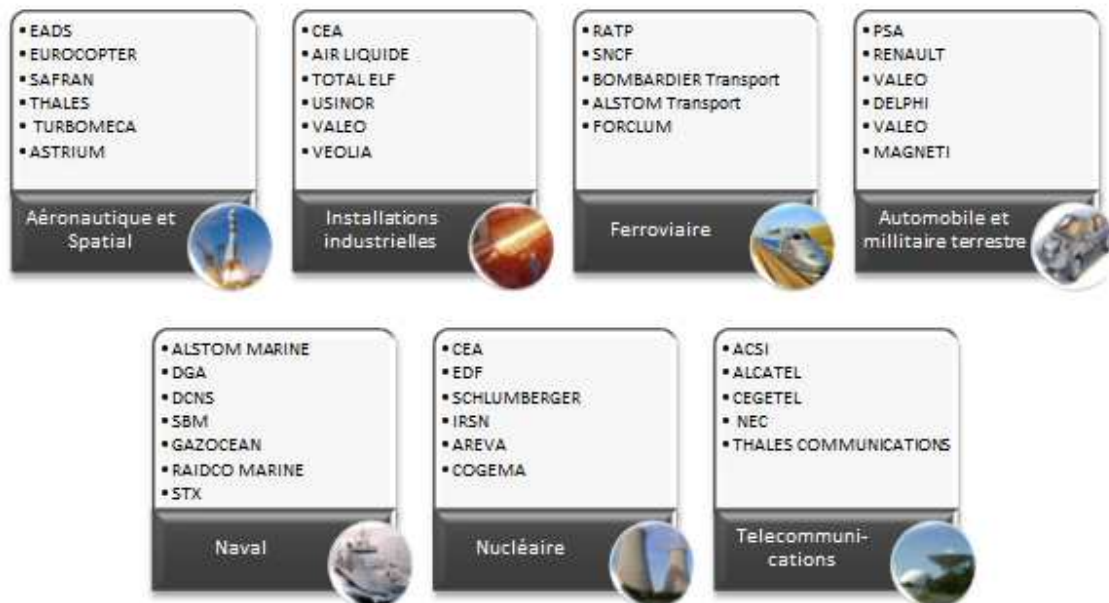 EADS
EUROCOPTER
SAFRAN
THALES
TURBOMECA
ASTRIUM
Aéronautique et
Spatial
CEA
AIR LIQUIDE
TOTAL ELF
USINOR
VALEO
VEOLIA
Installations
industrielles
RATP
SNCF
BOMBARDIER Transport
ALSTOM Transport
FORCLUM
Ferroviaire
PSA
RENAULT
VALEO
DELPHI
VALEO
MAGNETI
Automobile et
millitaire terrestre
ALSTOM MARINE
DGA
DCNS
SBM
GAZOCEAN
RAIDCO MARINE
STX
Naval
CEA
EDF
SCHLUMBERGER
IRSN
AREVA
COGEMA
Nucléaire
ACSI
ALCATEL
CEGETEL
NEC
THALES COMMUNICATIONS
Telecommuni-
cations